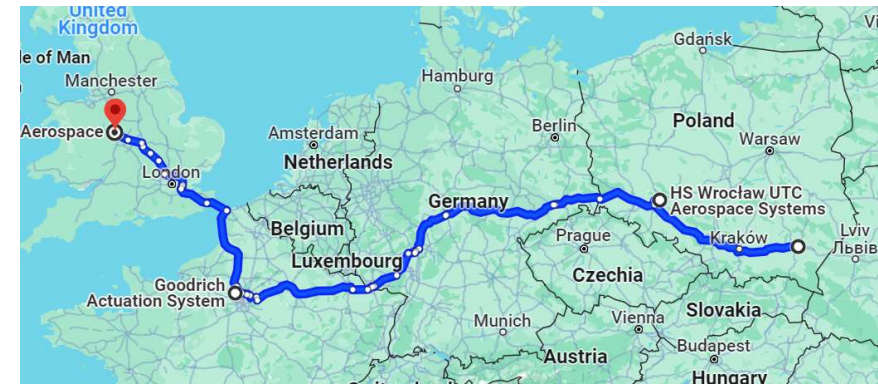 United
Kingdom
le of Man
Manchester
Aerospace
London
Gdańsk
Hamburg
Amsterdam
Netherlands
Berlin
Poland
Warsaw
Belgium
Germany
HS Wrocław UTC
Aerospace Systems
Luxembourg
Prague
Kraków
Lviv
Львів
Goodrich
Actuation System
Czechia
Slovakia
Munich
Vienna
Budapest
Austria
Hungary